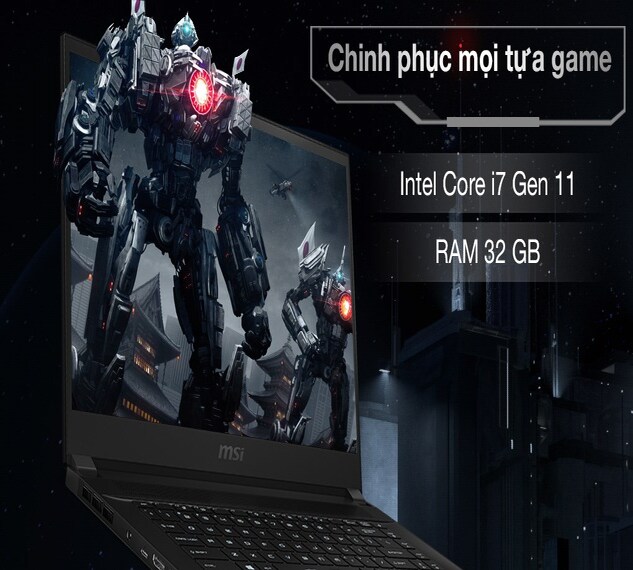 Chinh phục mọi tựa game
Intel Core i7 Gen 11
RAM 32 GB
msi